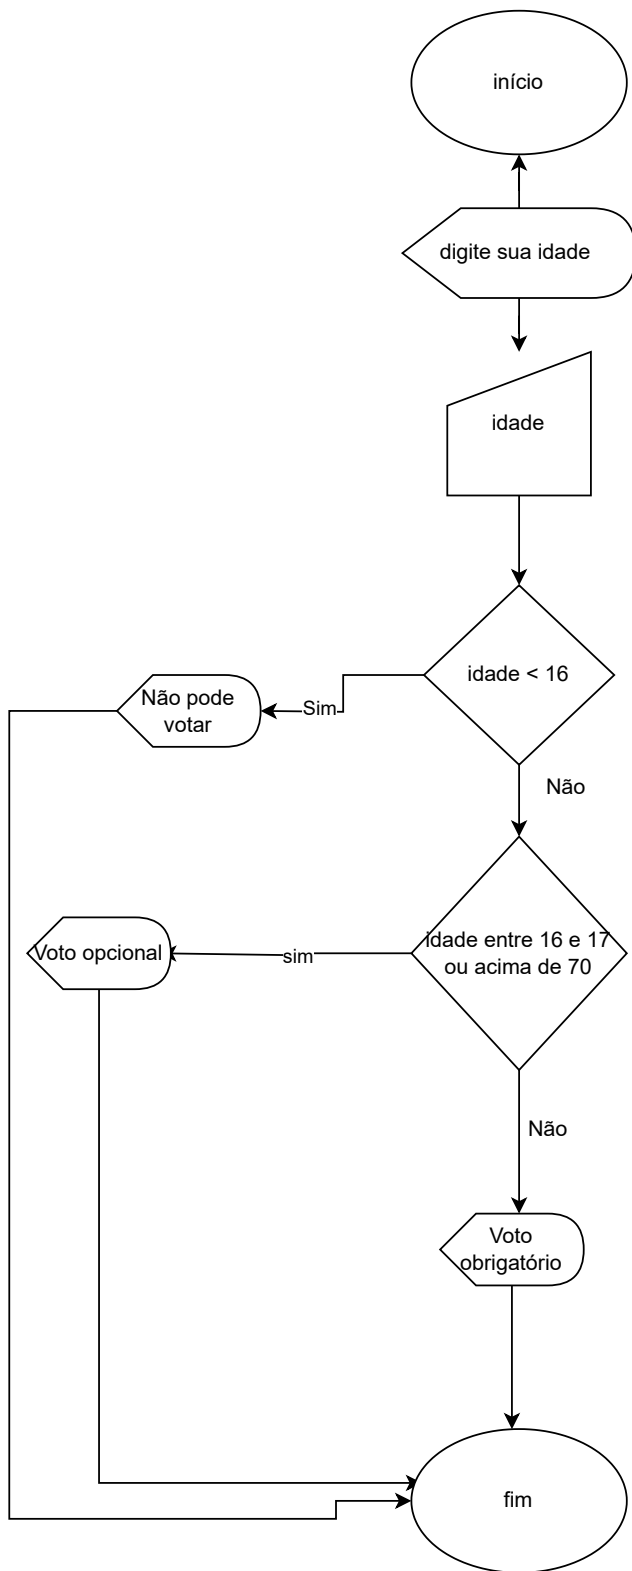 início
digite sua idade
idade
idade < 16
Não pode
votar
Sim
Não
idade entre 16 e 17
ou acima de 70
sim
Voto opcional
Não
Voto
obrigatório
fim